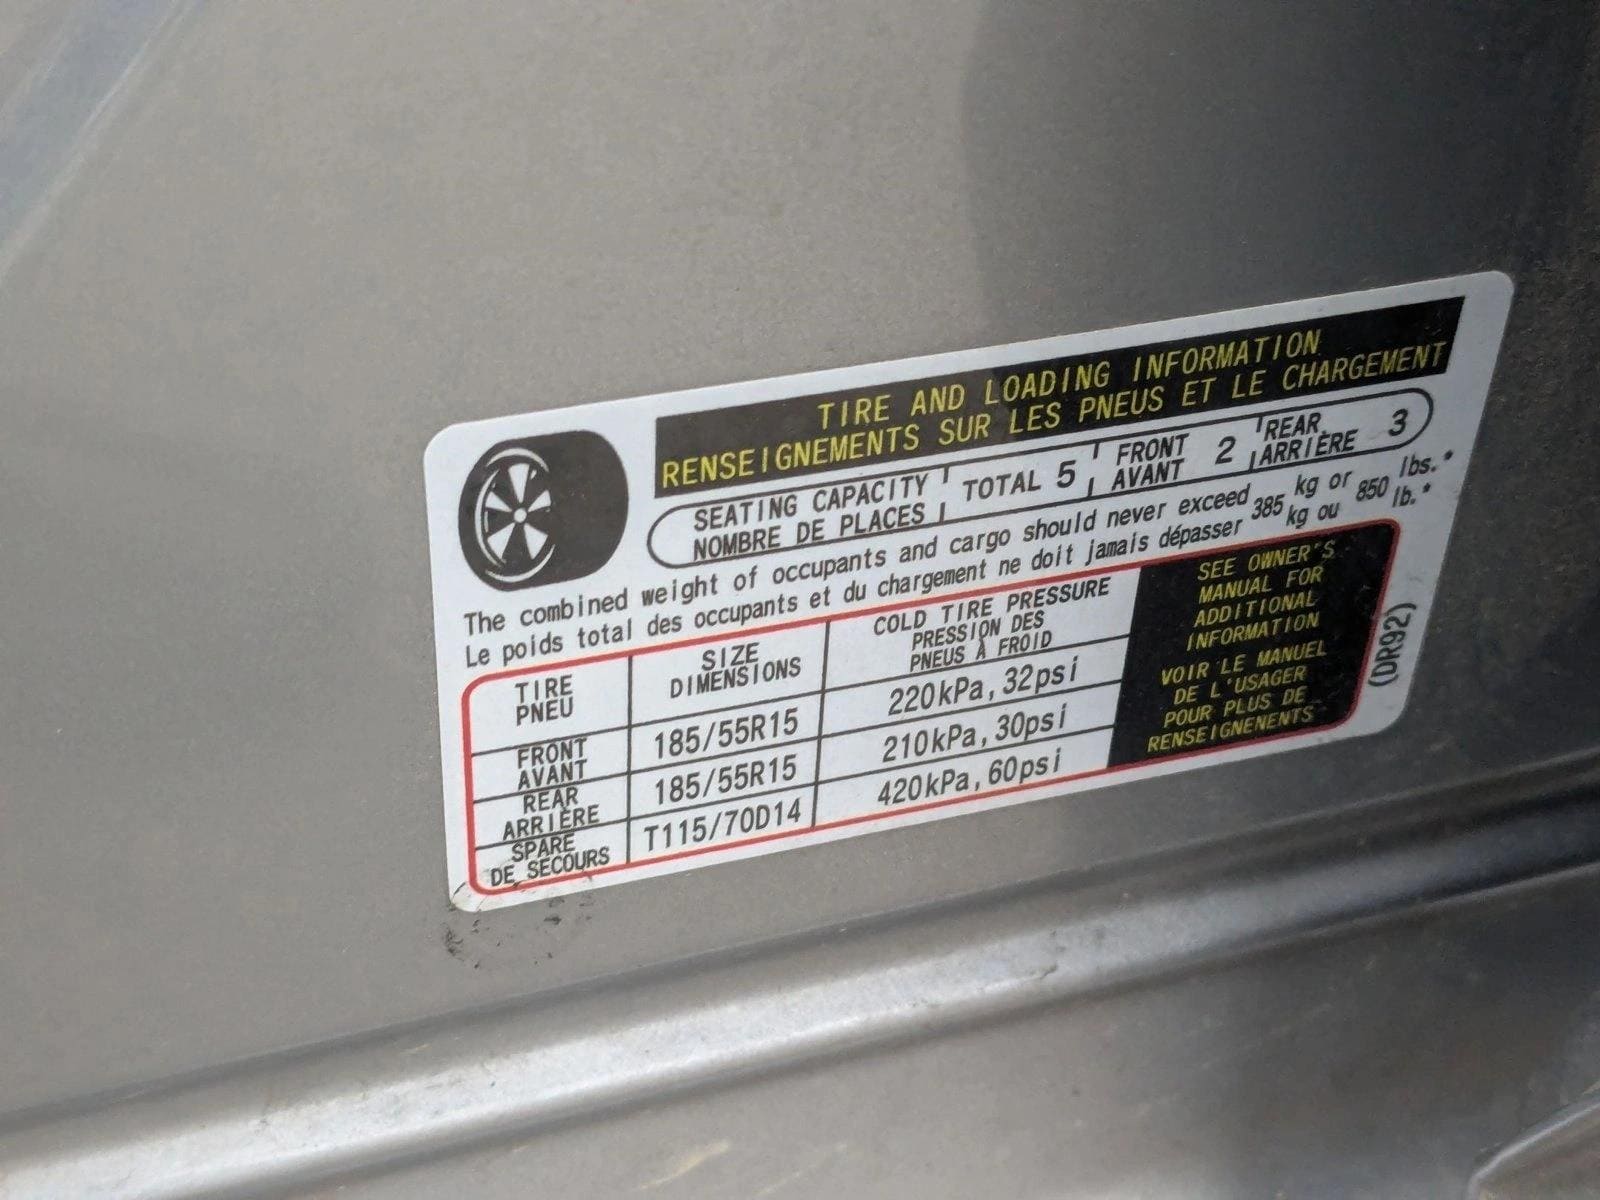 TIRE AND LOADING INFORMATION
RENSEIGNEMENTS SUR LES PNEUS ET LE CHARGEMENT
SEATING CAPACITY TOTAL 5 FRONT 2 REAR 3
NOMBRE DE PLACES AVANT ARRIÈRE
The combined weight of occupants and cargo should never exceed 385 kg or 850 lbs.*
Le poids total des occupants et du chargement ne doit jamais dépasser kg ou lb.*
TIRE SIZE COLD TIRE PRESSURE
PNEU DIMENSIONS PRESSION DES
PNEUS À FROID
FRONT 185/55R15 220kPa, 32psi
AVANT
REAR 185/55R15 210kPa, 30psi
ARRIÈRE
SPARE T115/70D14 420kPa, 60psi
DE SECOURS
SEE OWNER'S
MANUAL FOR
ADDITIONAL
INFORMATION
VOIR LE MANUEL
DE L'USAGER
POUR PLUS DE
RENSEIGNENENTS
(DR92)